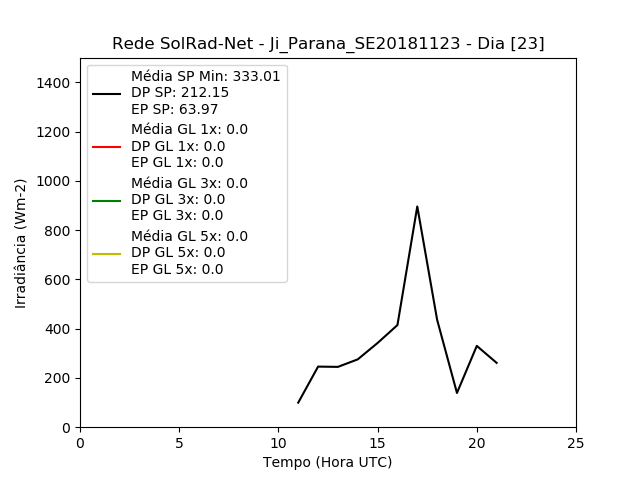 Rede SolRad-Net - Ji_Parana_SE20181123 - Dia [23]
Média SP Min: 333.01
DP SP: 212.15
EP SP: 63.97
Média GL 1x: 0.0
DP GL 1x: 0.0
EP GL 1x: 0.0
Média GL 3x: 0.0
DP GL 3x: 0.0
EP GL 3x: 0.0
Média GL 5x: 0.0
DP GL 5x: 0.0
EP GL 5x: 0.0
Irradiância (Wm-2)
1400
1200
1000
800
600
400
200
0
0 5 10 15 20 25
Tempo (Hora UTC)